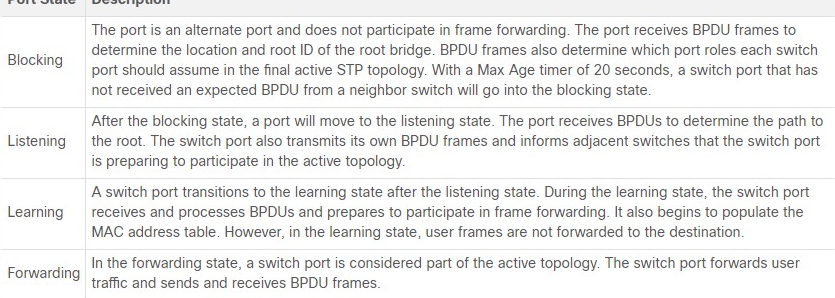 Port State Description
Blocking
The port is an alternate port and does not participate in frame forwarding. The port receives BPDU frames to
determine the location and root ID of the root bridge. BPDU frames also determine which port roles each switch
port should assume in the final active STP topology. With a Max Age timer of 20 seconds, a switch port that has
not received an expected BPDU from a neighbor switch will go into the blocking state.
Listening
After the blocking state, a port will move to the listening state. The port receives BPDUs to determine the path to
the root. The switch port also transmits its own BPDU frames and informs adjacent switches that the switch port
is preparing to participate in the active topology.
Learning
A switch port transitions to the learning state after the listening state. During the learning state, the switch port
receives and processes BPDUs and prepares to participate in frame forwarding. It also begins to populate the
MAC address table. However, in the learning state, user frames are not forwarded to the destination.
Forwarding
In the forwarding state, a switch port is considered part of the active topology. The switch port forwards user
traffic and sends and receives BPDU frames.